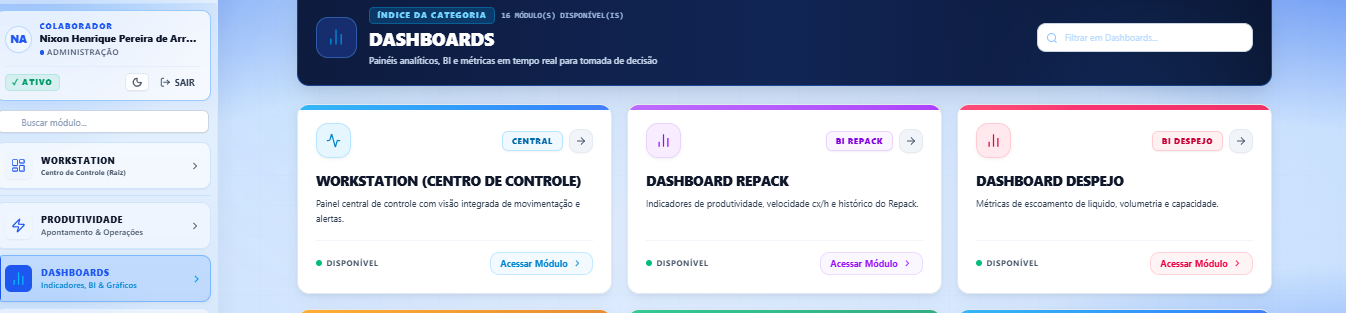 COLABORADOR
NA
Nixon Henrique Pereira de Arr...
ADMINISTRAÇÃO
✓ ATIVO
SAIR
Buscar módulo...
WORKSTATION
Centro de Controle (Raiz)
PRODUTIVIDADE
Apontamento & Operações
DASHBOARDS
Indicadores, BI & Gráficos
ÍNDICE DA CATEGORIA 16 MÓDULO(S) DISPONÍVEL(IS)
DASHBOARDS
Painéis analíticos, BI e métricas em tempo real para tomada de decisão
Filtrar em Dashboards...
CENTRAL
WORKSTATION (CENTRO DE CONTROLE)
Painel central de controle com visão integrada de movimentação e
alertas.
DISPONÍVEL
Acessar Módulo
BI REPACK
DASHBOARD REPACK
Indicadores de produtividade, velocidade cx/h e histórico do Repack.
DISPONÍVEL
Acessar Módulo
BI DESPEJO
DASHBOARD DESPEJO
Métricas de escoamento de liquido, volumetria e capacidade.
DISPONÍVEL
Acessar Módulo